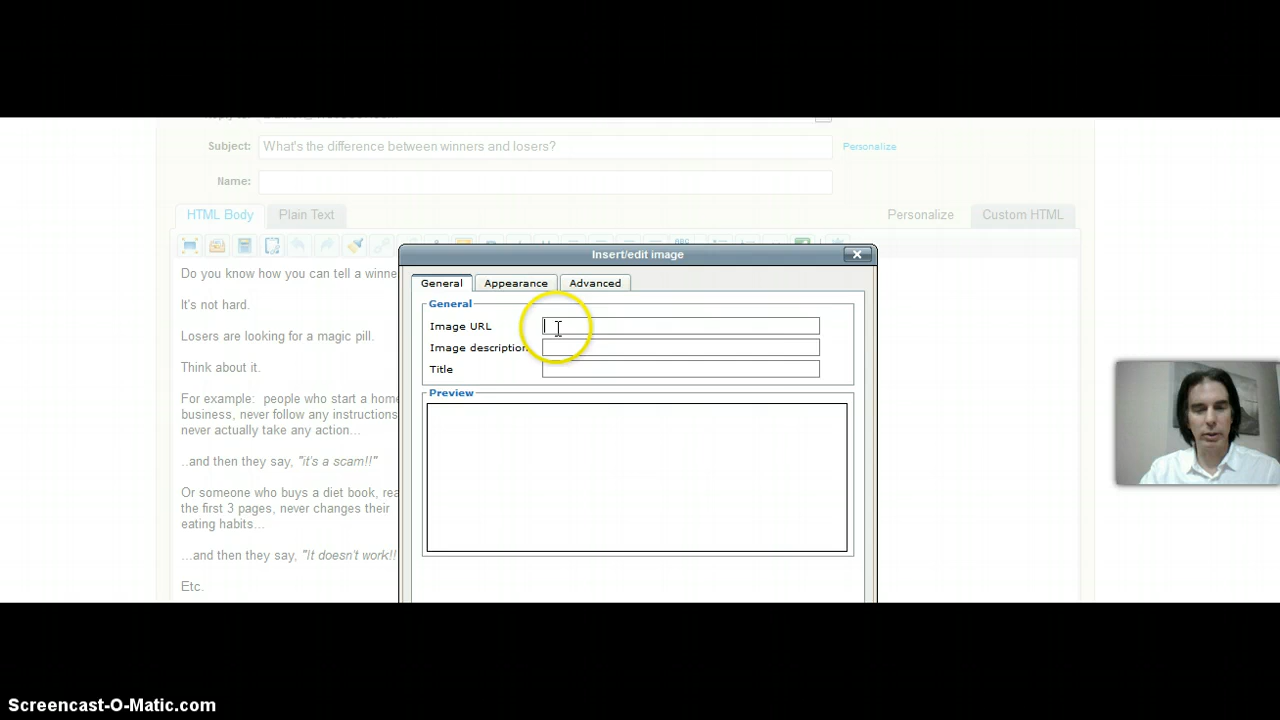 Subject:
What's the difference between winners and losers?
Personalize
Name:
HTML Body
Plain Text
Personalize
Custom HTML
Insert/edit image
General
Appearance
Advanced
General
Image URL
Image description
Title
Preview
Do you know how you can tell a winne
It's not hard.
Losers are looking for a magic pill.
Think about it.
For example: people who start a home
business, never follow any instructions
never actually take any action...
..and then they say, "it's a scam!!"
Or someone who buys a diet book, rea
the first 3 pages, never changes their
eating habits...
...and then they say, "It doesn't work!!
Etc.
Screencast-O-Matic.com